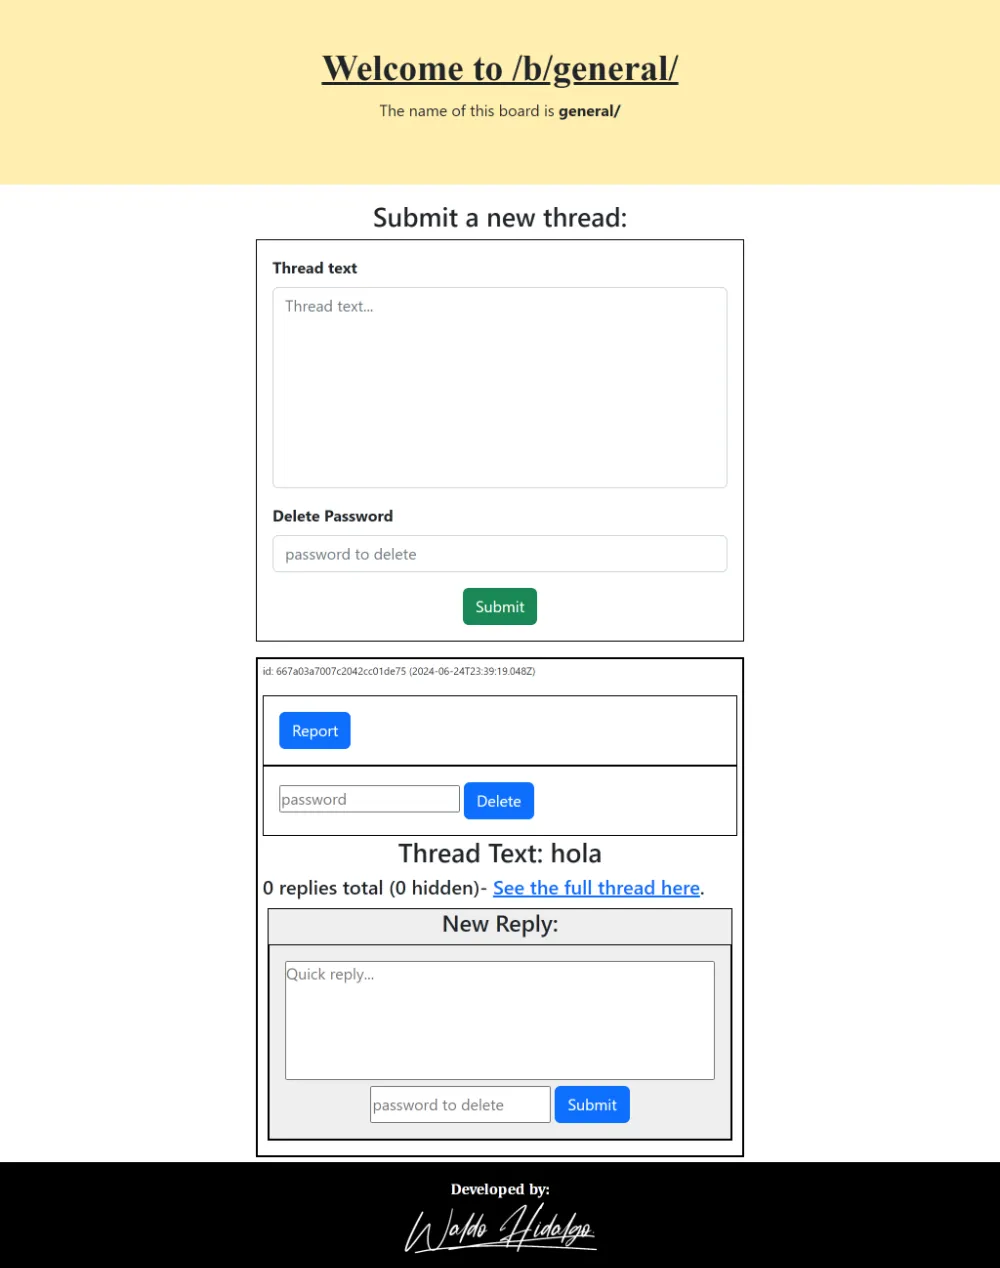 Welcome to /b/general/
The name of this board is general/
Submit a new thread:
Thread text
Thread text...
Delete Password
password to delete
Submit
id: 667a03a7007c2042cc01de75 (2024-06-24T23:39:19.048Z)
Report
password Delete
Thread Text: hola
0 replies total (0 hidden)- See the full thread here.
New Reply:
Quick reply...
password to delete Submit
Developed by:
Waldo Hidalgo.